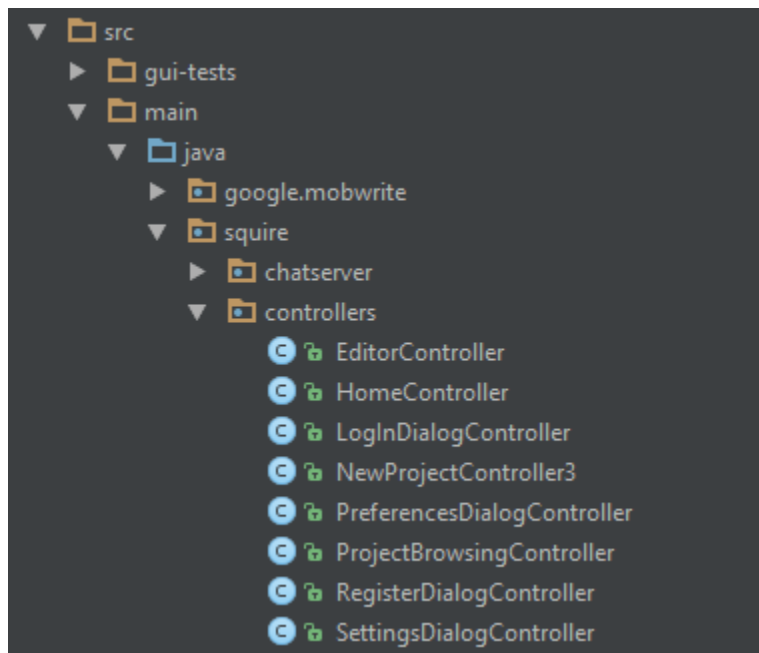 src
gui-tests
main
java
google.mobwrite
squire
chatserver
controllers
C EditorController
C HomeController
C LogInDialogController
C NewProjectController3
C PreferencesDialogController
C ProjectBrowsingController
C RegisterDialogController
C SettingsDialogController